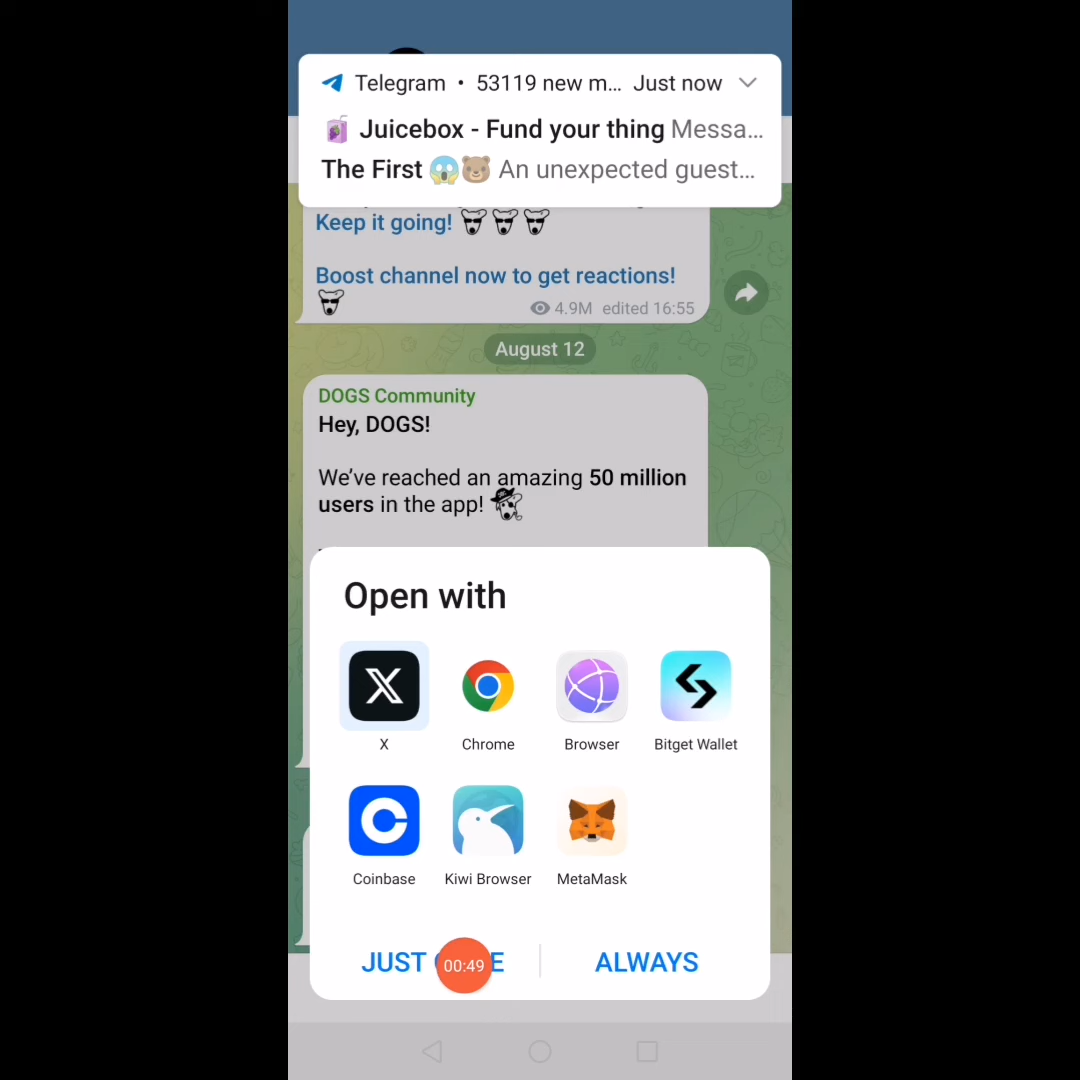 Telegram • 53119 new m... Just now
Juicebox - Fund your thing Messa...
The First 😱🐻 An unexpected guest...
Keep it going!
Boost channel now to get reactions!
4.9M edited 16:55
August 12
DOGS Community
Hey, DOGS!
We've reached an amazing 50 million
users in the app!
Open with
X Chrome Browser Bitget Wallet
Coinbase Kiwi Browser MetaMask
JUST ALWAYS
00:49